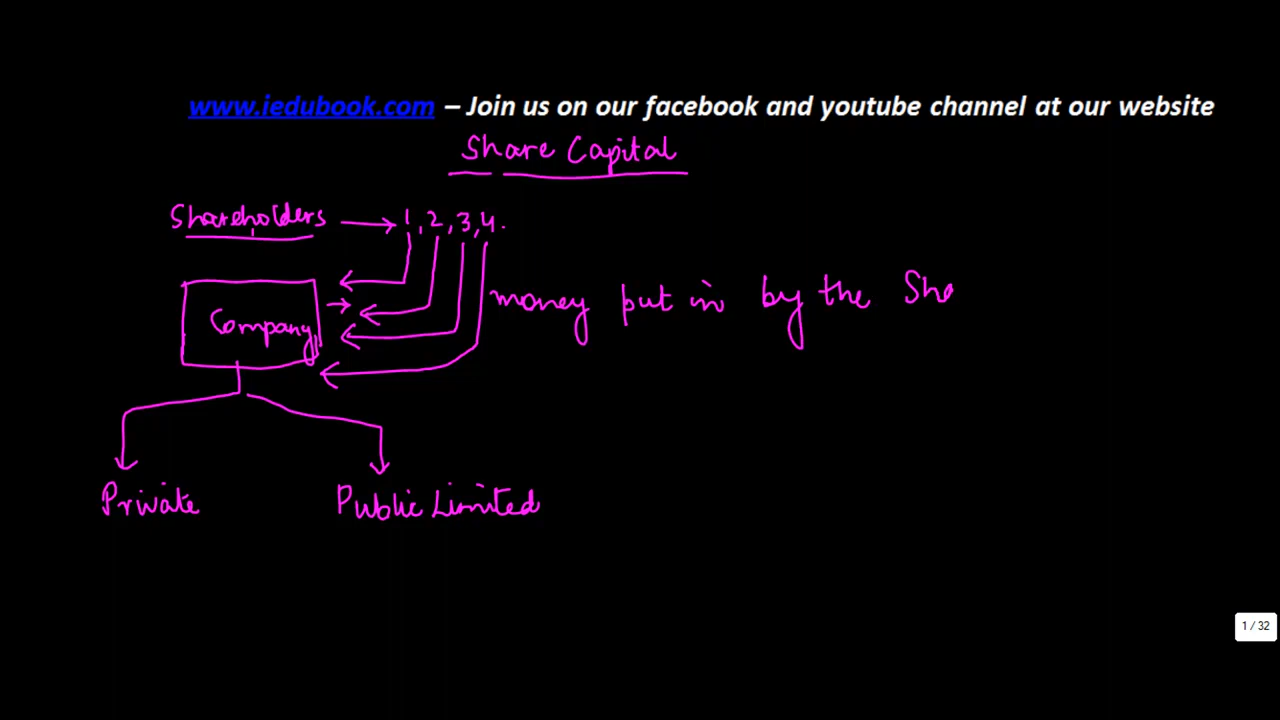 www.iedubook.com – Join us on our facebook and youtube channel at our website
Share Capital
Shareholders → 1, 2, 3, 4.
Company → money put in by the Sha
Private Public Limited
1 / 32